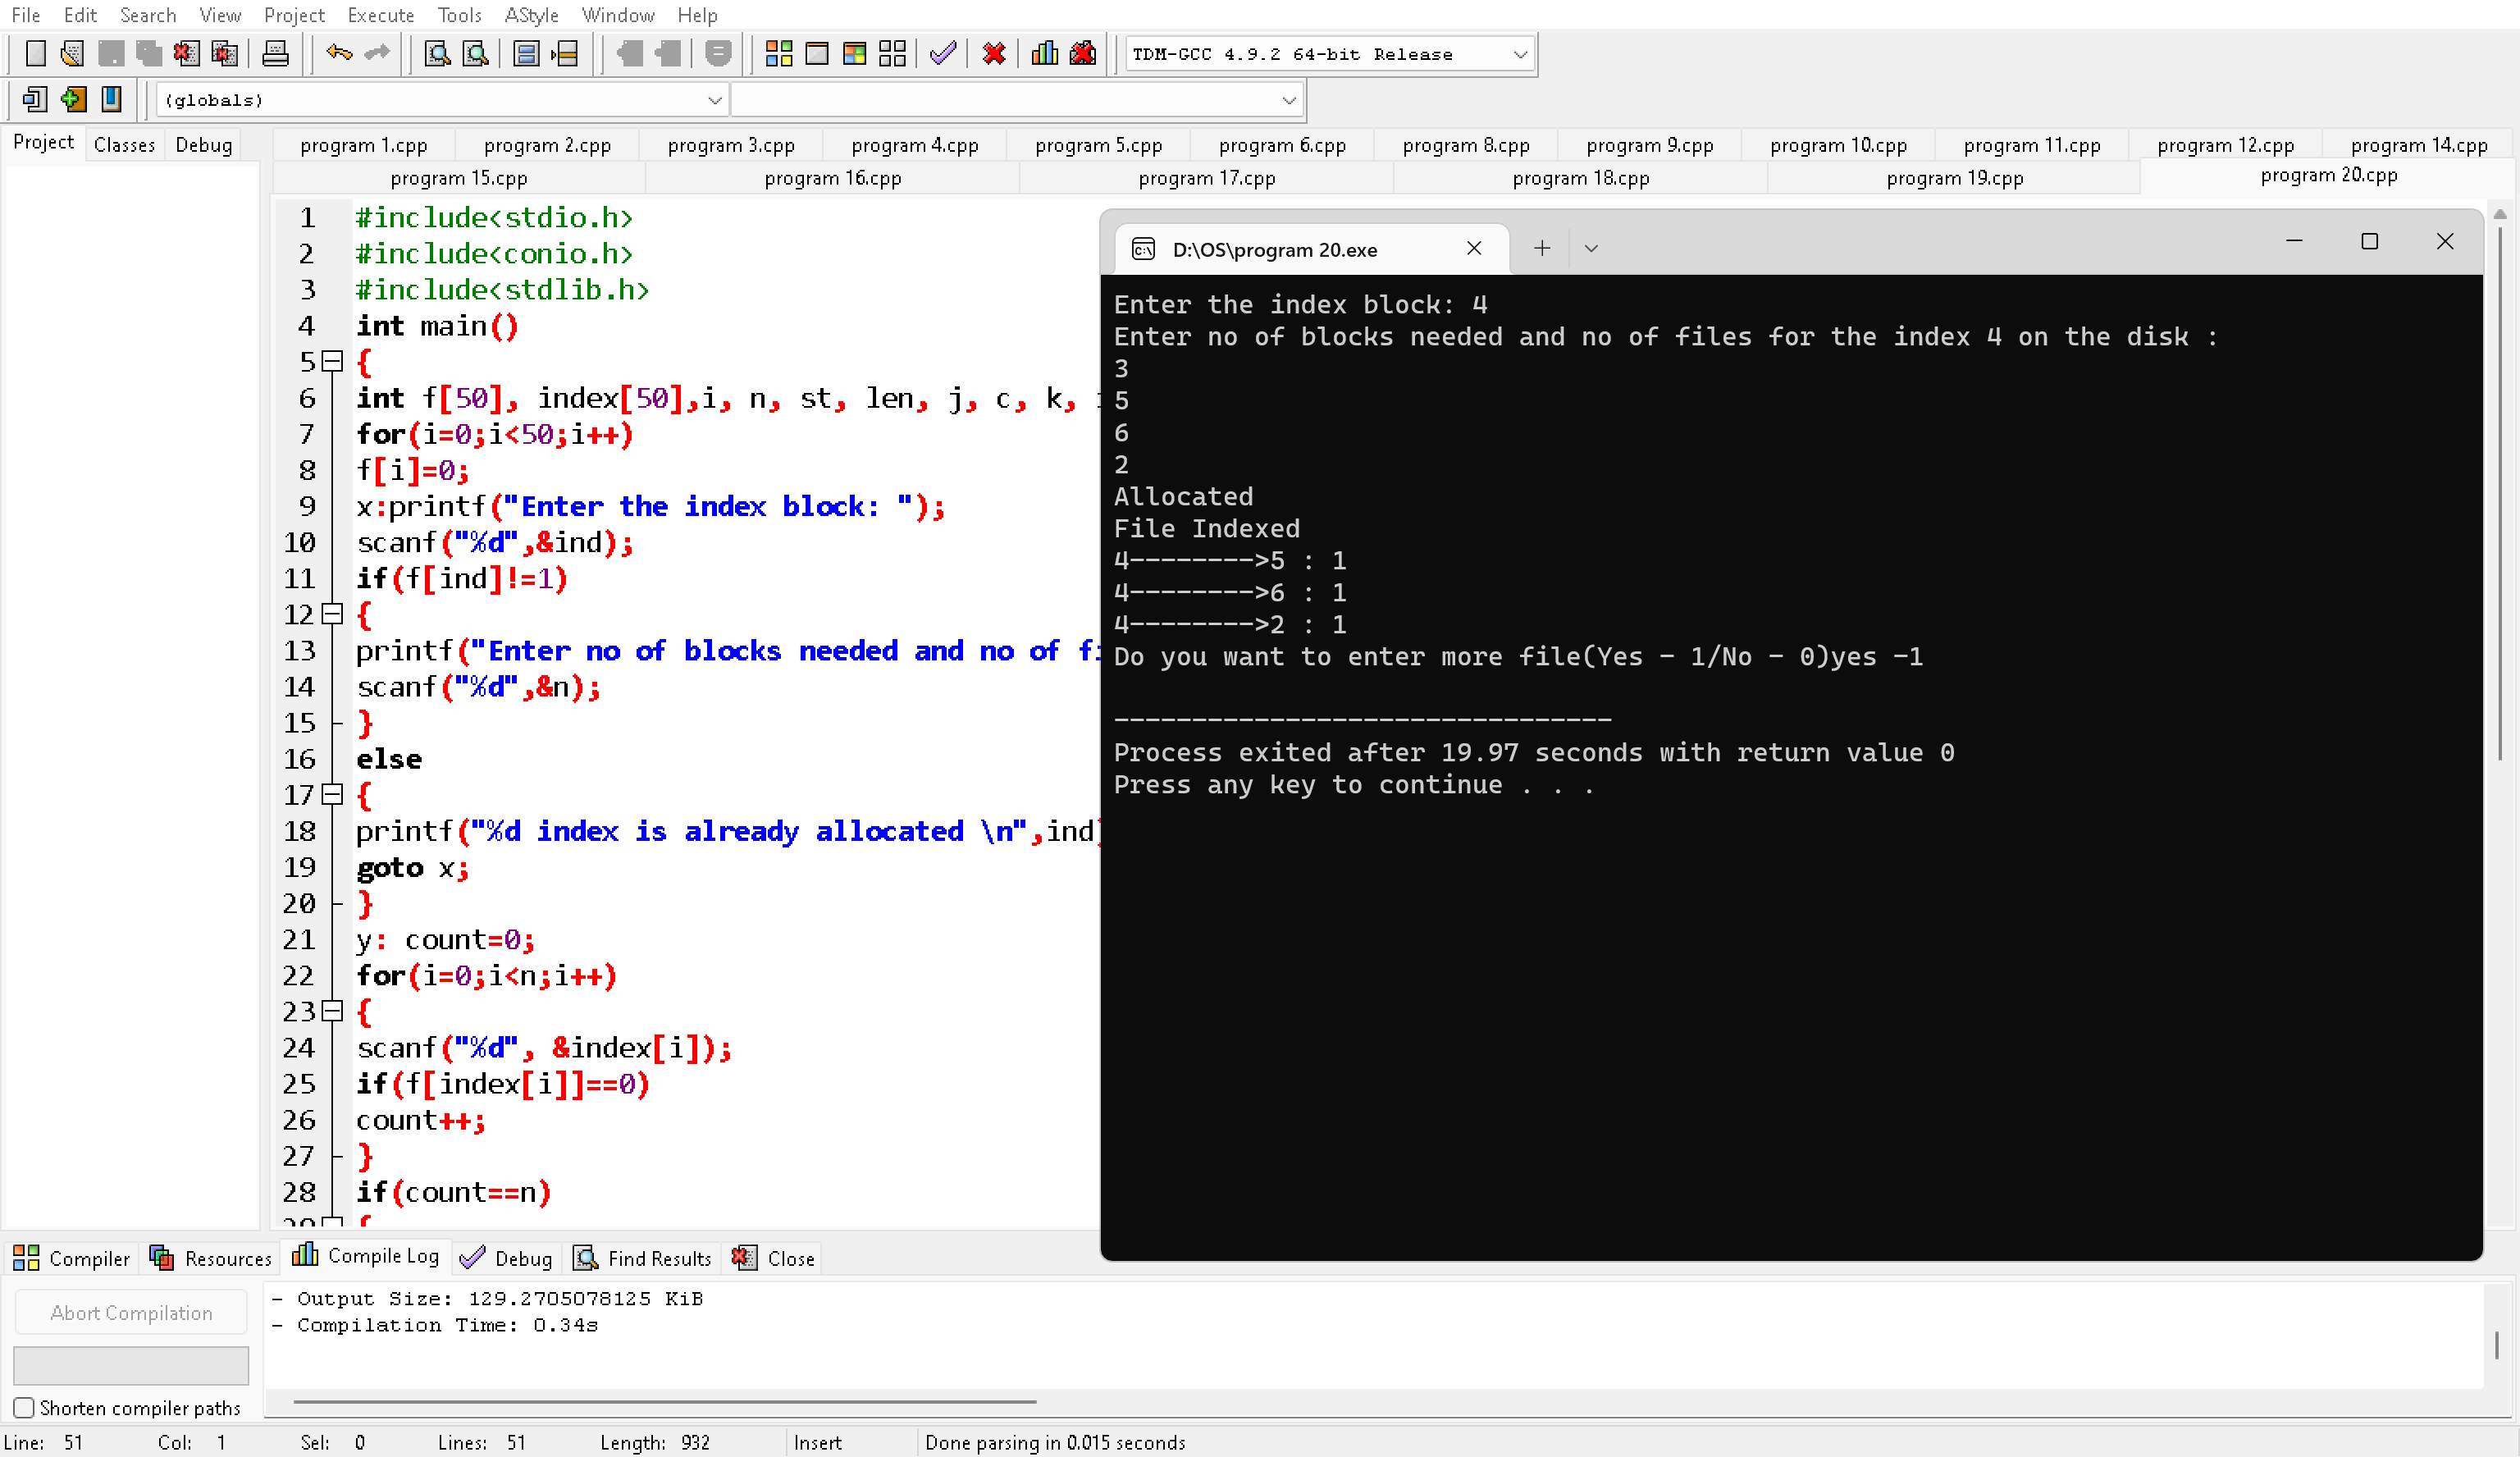 File Edit Search View Project Execute Tools AStyle Window Help
TDM-GCC 4.9.2 64-bit Release
(globals)
Project Classes Debug
program 1.cpp program 2.cpp program 3.cpp program 4.cpp program 5.cpp program 6.cpp program 8.cpp program 9.cpp program 10.cpp program 11.cpp program 12.cpp program 14.cpp
program 15.cpp program 16.cpp program 17.cpp program 18.cpp program 19.cpp program 20.cpp
1 #include<stdio.h>
2 #include<conio.h>
3 #include<stdlib.h>
4 int main()
5 {
6 int f[50], index[50],i, n, st, len, j, c, k,
7 for(i=0;i<50;i++)
8 f[i]=0;
9 x:printf("Enter the index block: ");
10 scanf("%d",&ind);
11 if(f[ind]!=1)
12 {
13 printf("Enter no of blocks needed and no of
14 scanf("%d",&n);
15 }
16 else
17 {
18 printf("%d index is already allocated \n",ind
19 goto x;
20 }
21 y: count=0;
22 for(i=0;i<n;i++)
23 {
24 scanf("%d", &index[i]);
25 if(f[index[i]]==0)
26 count++;
27 }
28 if(count==n)
29 {
D:\OS\program 20.exe
Enter the index block: 4
Enter no of blocks needed and no of files for the index 4 on the disk :
3
5
6
2
Allocated
File Indexed
4-------->5 : 1
4-------->6 : 1
4-------->2 : 1
Do you want to enter more file(Yes - 1/No - 0)yes -1
--------------------------------
Process exited after 19.97 seconds with return value 0
Press any key to continue . . .
Compiler Resources Compile Log Debug Find Results Close
Abort Compilation
- Output Size: 129.2705078125 KiB
- Compilation Time: 0.34s
Shorten compiler paths
Line: 51 Col: 1 Sel: 0 Lines: 51 Length: 932 Insert Done parsing in 0.015 seconds